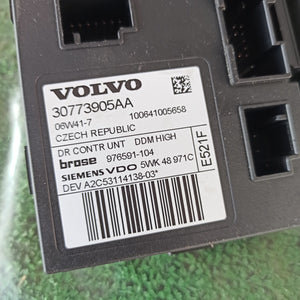 VOLVO
30773905AA
06W41-7 100641005658
CZECH REPUBLIC
DR CONTR UNT DDM HIGH
brose 976591-104
SIEMENS VDO 5WK 48 971C
DEV A2C53114138-03*
E521F